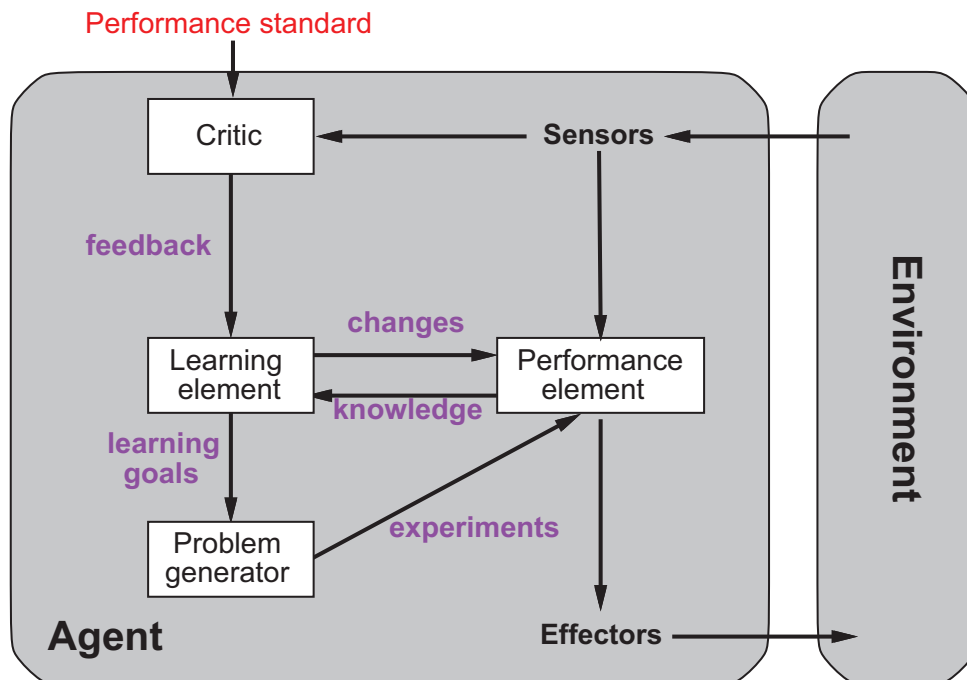 Performance standard
Critic
Sensors
feedback
changes
Learning
element
Performance
element
knowledge
learning
goals
experiments
Problem
generator
Agent
Effectors
Environment